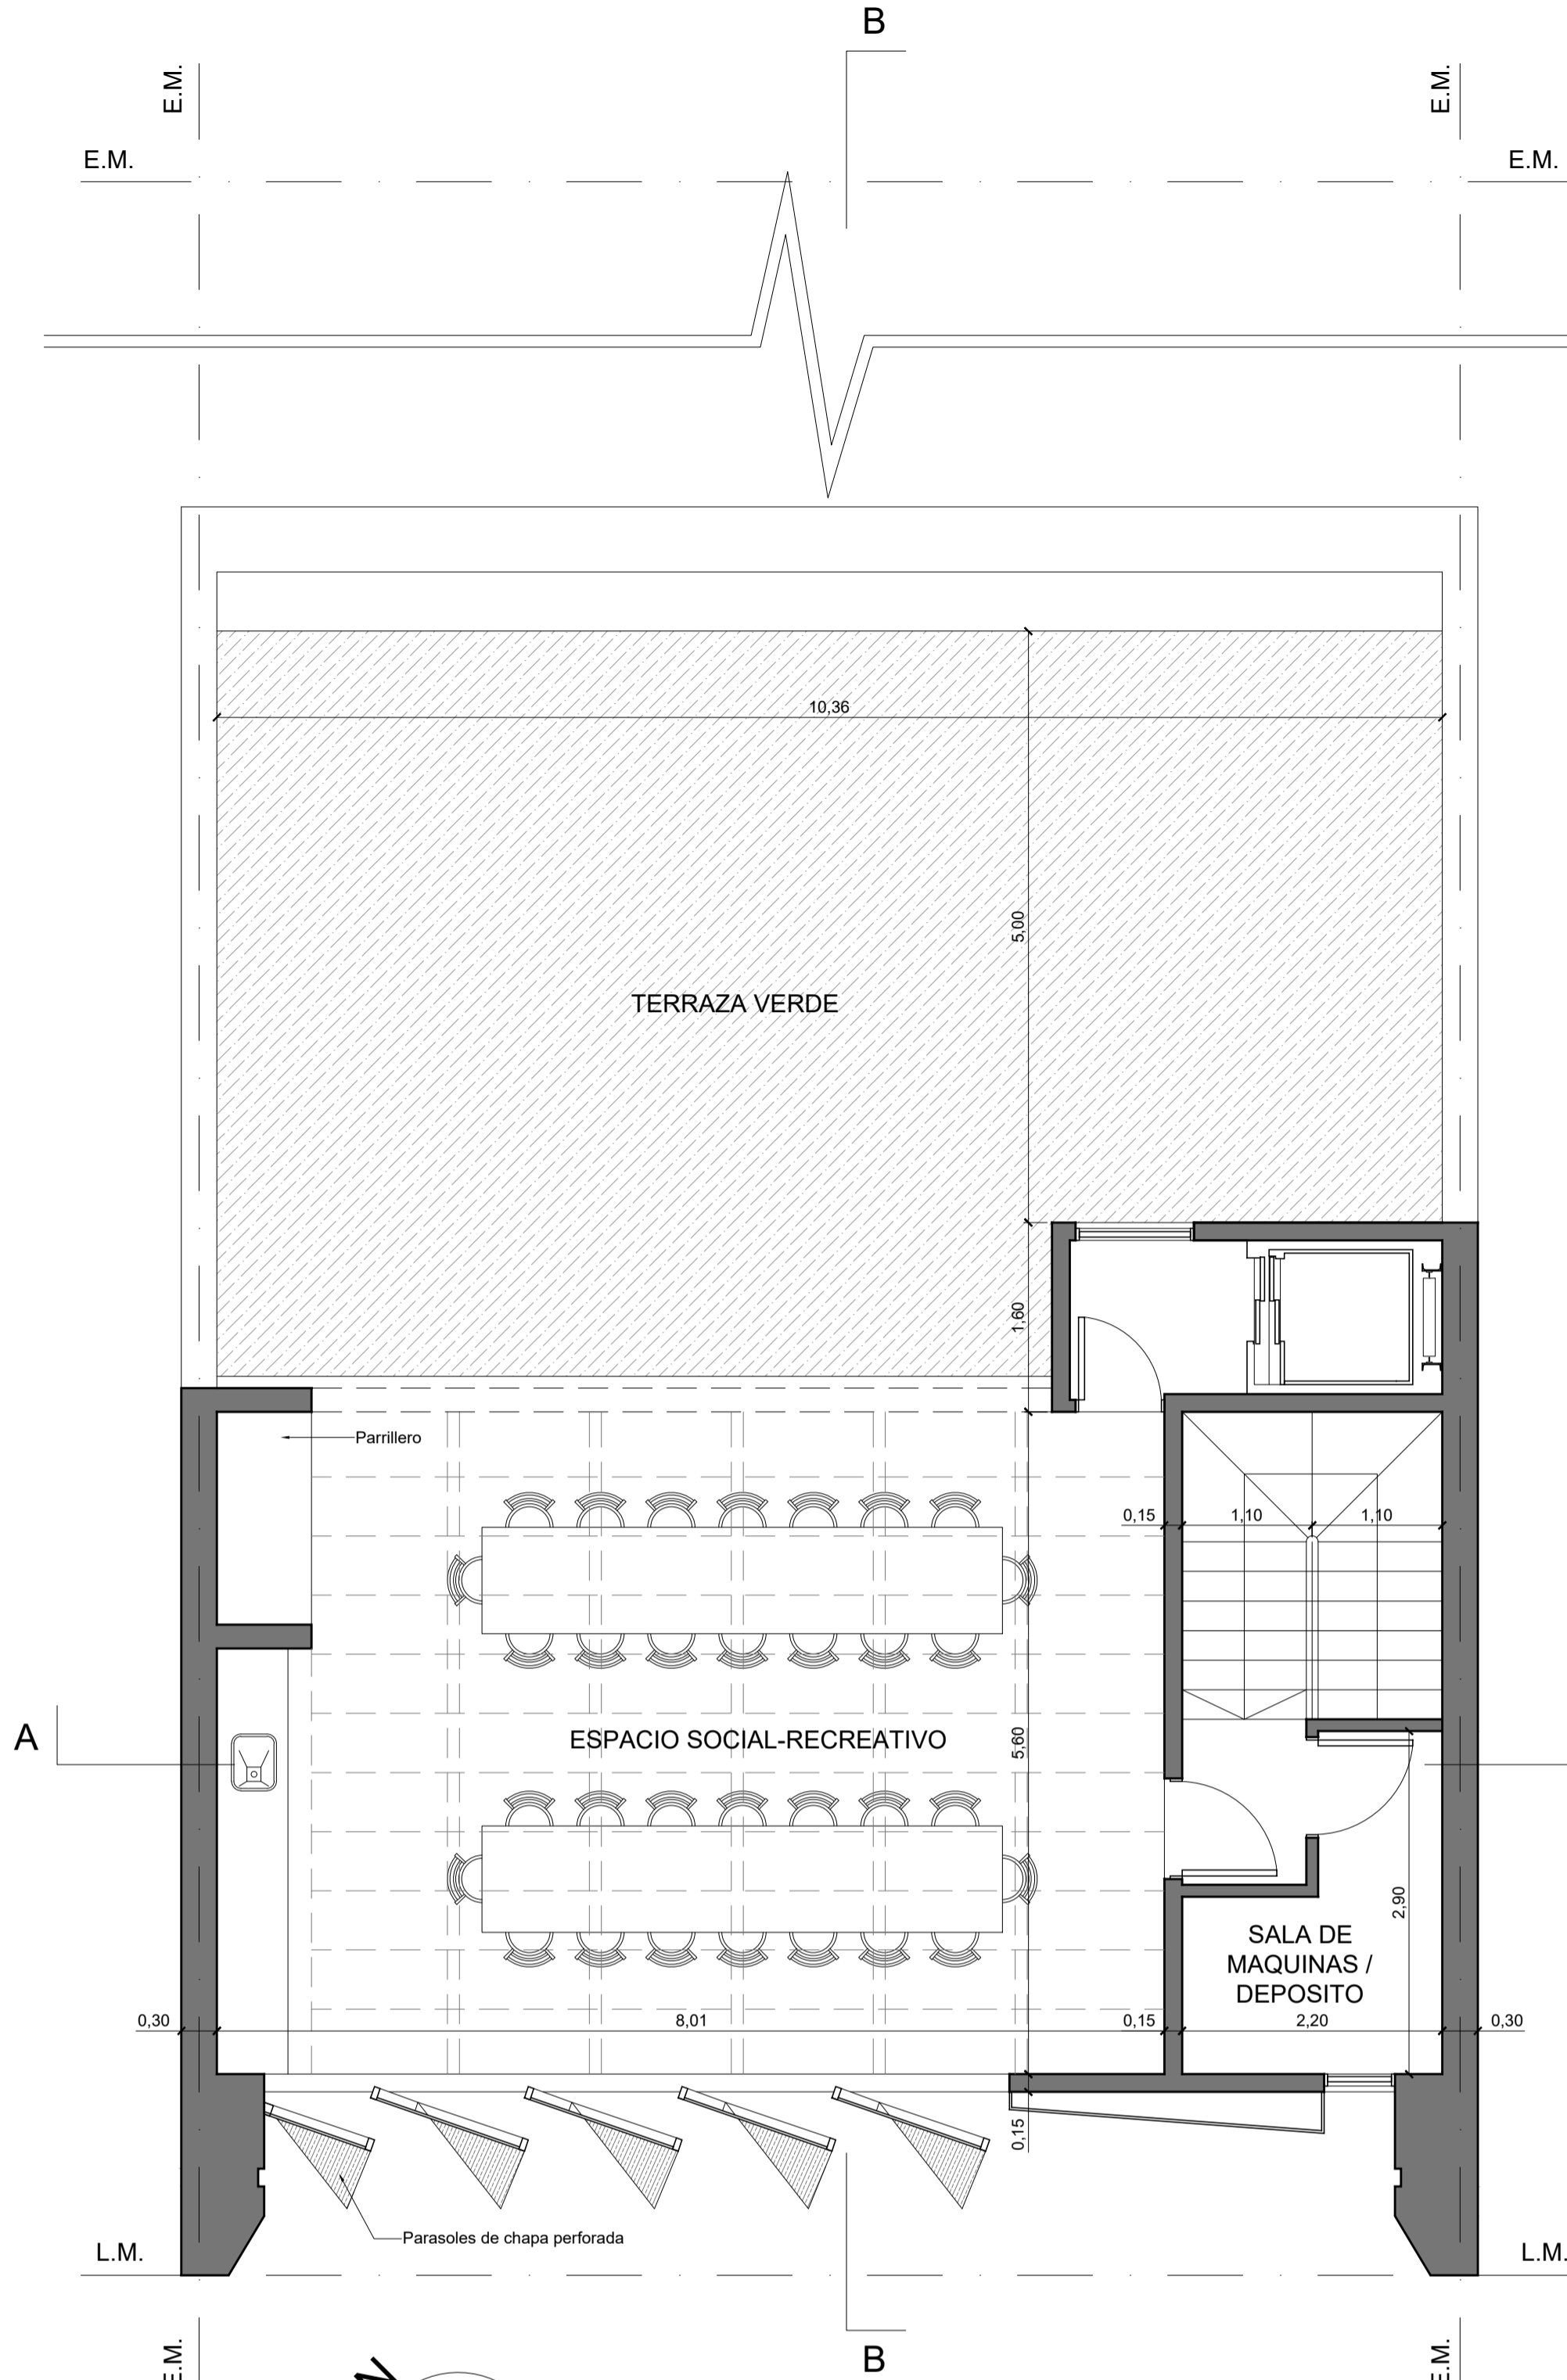 B
E.M.
E.M.
E.M.
E.M.
10,36
5,00
TERRAZA VERDE
1,60
Parrillero
0,15
1,10
1,10
A
ESPACIO SOCIAL-RECREATIVO
5,60
2,90
SALA DE
MAQUINAS /
DEPOSITO
0,30
8,01
0,15
2,20
0,30
0,15
Parasoles de chapa perforada
L.M.
L.M.
E.M.
B
E.M.
N